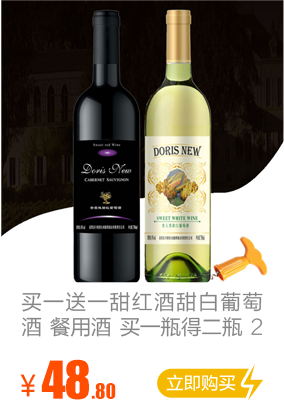 Sweet red Wine
Doris New
CABERNET SAUVIGNON
DORIS NEW
SWEET WHITE WINE
买一送一甜红酒甜白葡萄
酒 餐用酒 买一瓶得二瓶 2
¥48.80
立即购买